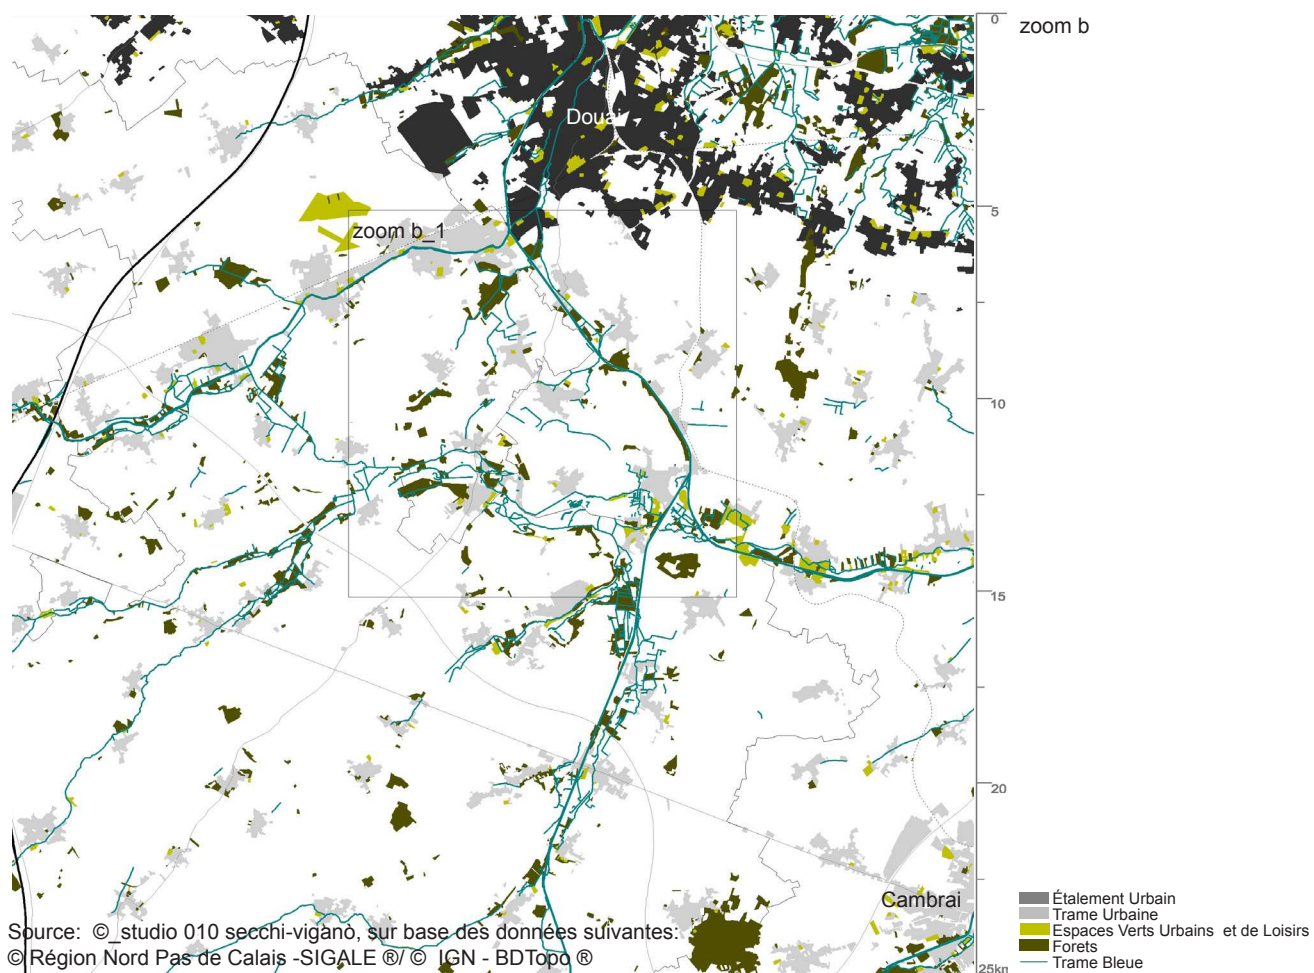 zoom b
0
Douai
5
zoom b_1
10
15
20
Cambrai
25km
Étalement Urbain
Trame Urbaine
Espaces Verts Urbains et de Loisirs
Forets
Trame Bleue
Source: ©_studio 010 secchi-viganò, sur base des données suivantes:
© Région Nord Pas de Calais -SIGALE ®/ © IGN - BDTopo ®